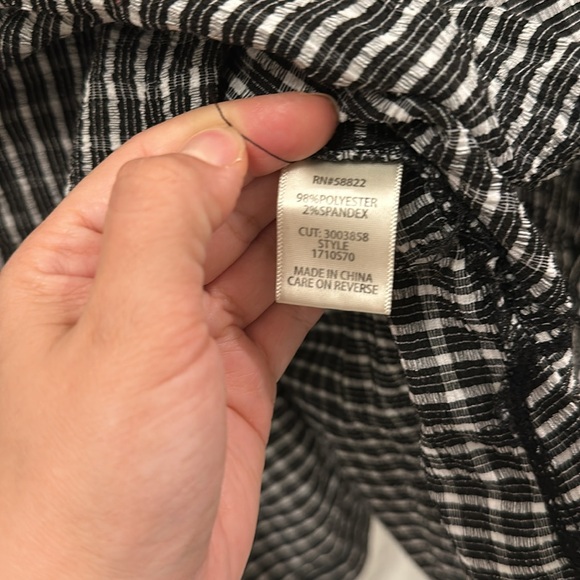 RN#58822
98%POLYESTER
2%SPANDEX
CUT: 3003858
STYLE
1710570
MADE IN CHINA
CARE ON REVERSE